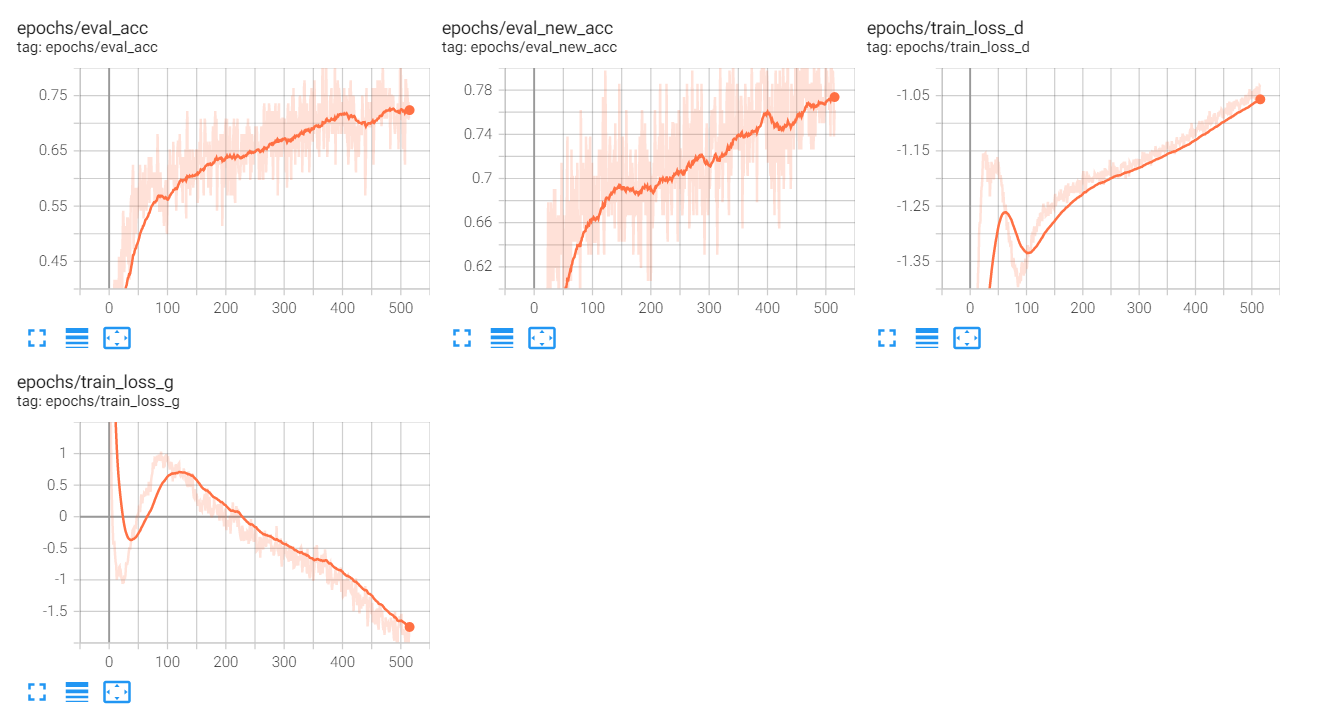 epochs/eval_acc
tag: epochs/eval_acc
0.75
0.65
0.55
0.45
0 100 200 300 400 500
epochs/eval_new_acc
tag: epochs/eval_new_acc
0.78
0.74
0.7
0.66
0.62
0 100 200 300 400 500
epochs/train_loss_d
tag: epochs/train_loss_d
-1.05
-1.15
-1.25
-1.35
0 100 200 300 400 500
epochs/train_loss_g
tag: epochs/train_loss_g
1
0.5
0
-0.5
-1
-1.5
0 100 200 300 400 500